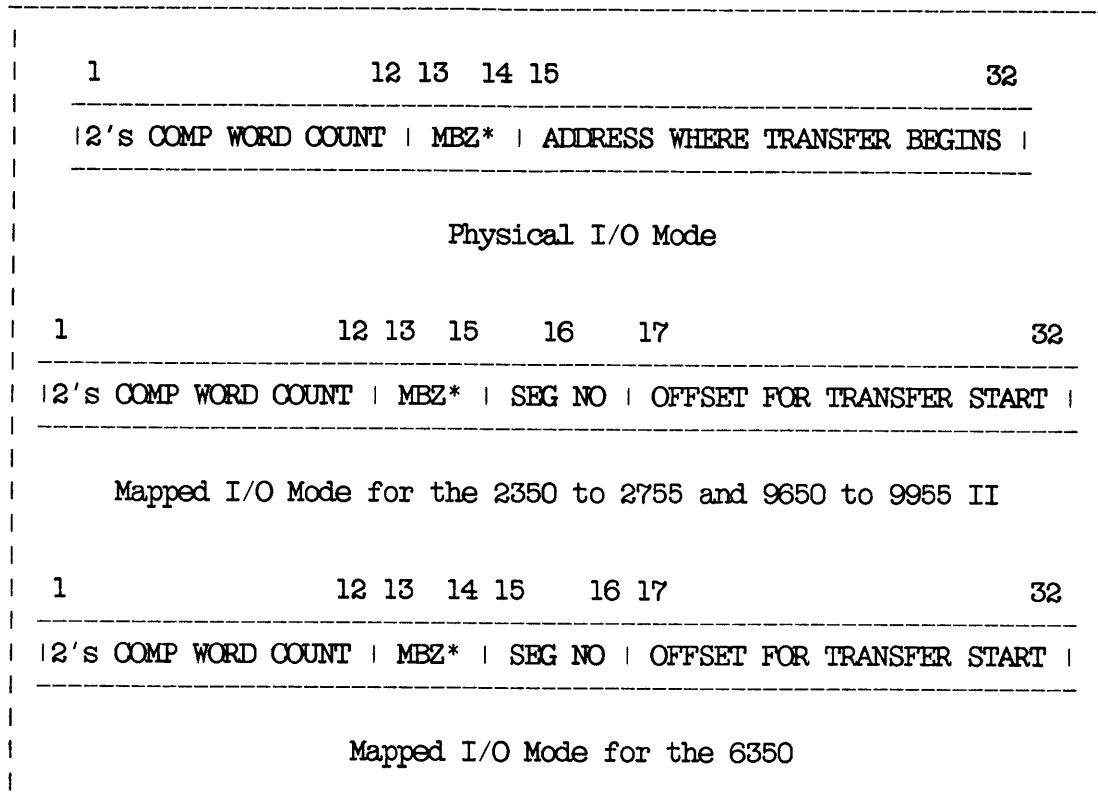 1 12 13 14 15 32
|2's COMP WORD COUNT | MBZ* | ADDRESS WHERE TRANSFER BEGINS |
Physical I/O Mode
1 12 13 15 16 17 32
|2's COMP WORD COUNT | MBZ* | SEG NO | OFFSET FOR TRANSFER START |
Mapped I/O Mode for the 2350 to 2755 and 9650 to 9955 II
1 12 13 14 15 16 17 32
|2's COMP WORD COUNT | MBZ* | SEG NO | OFFSET FOR TRANSFER START |
Mapped I/O Mode for the 6350